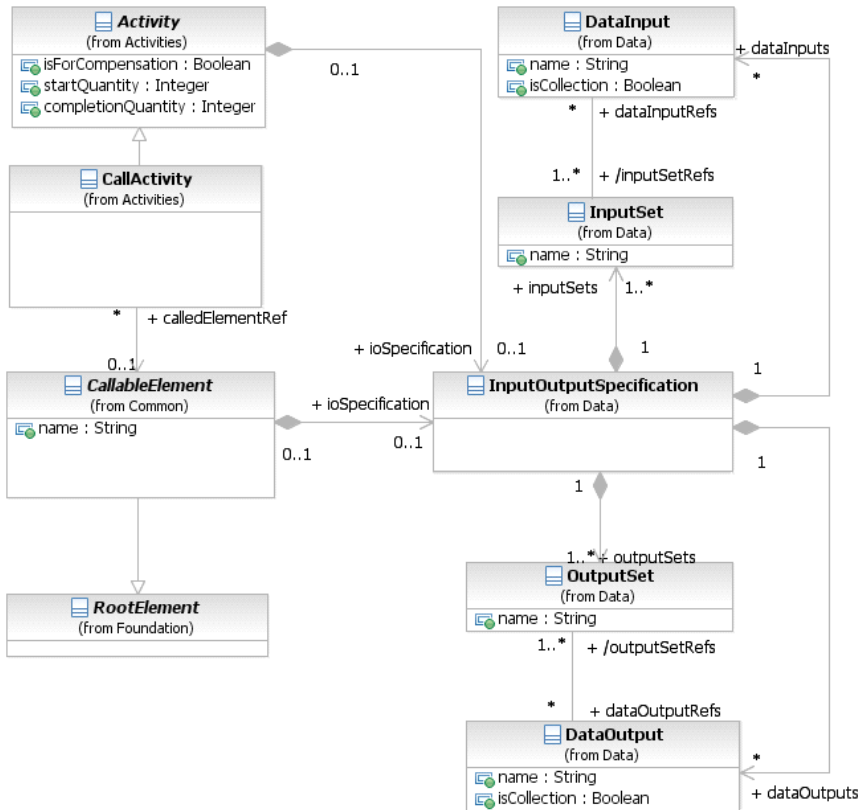 Activity
(from Activities)
isForCompensation : Boolean
startQuantity : Integer
completionQuantity : Integer
0..1
DataInput
(from Data)
name : String
isCollection : Boolean
+ dataInputs
*
* + dataInputRefs
1..* + /inputSetRefs
CallActivity
(from Activities)
InputSet
(from Data)
name : String
+ inputSets 1..*
* + calledElementRef
0..1
+ ioSpecification 0..1
1
1
CallableElement
(from Common)
name : String
+ ioSpecification
0..1
0..1
InputOutputSpecification
(from Data)
1
1
1..* + outputSets
OutputSet
(from Data)
name : String
RootElement
(from Foundation)
1..* + /outputSetRefs
* + dataOutputRefs
DataOutput
(from Data)
name : String
isCollection : Boolean
*
+ dataOutputs